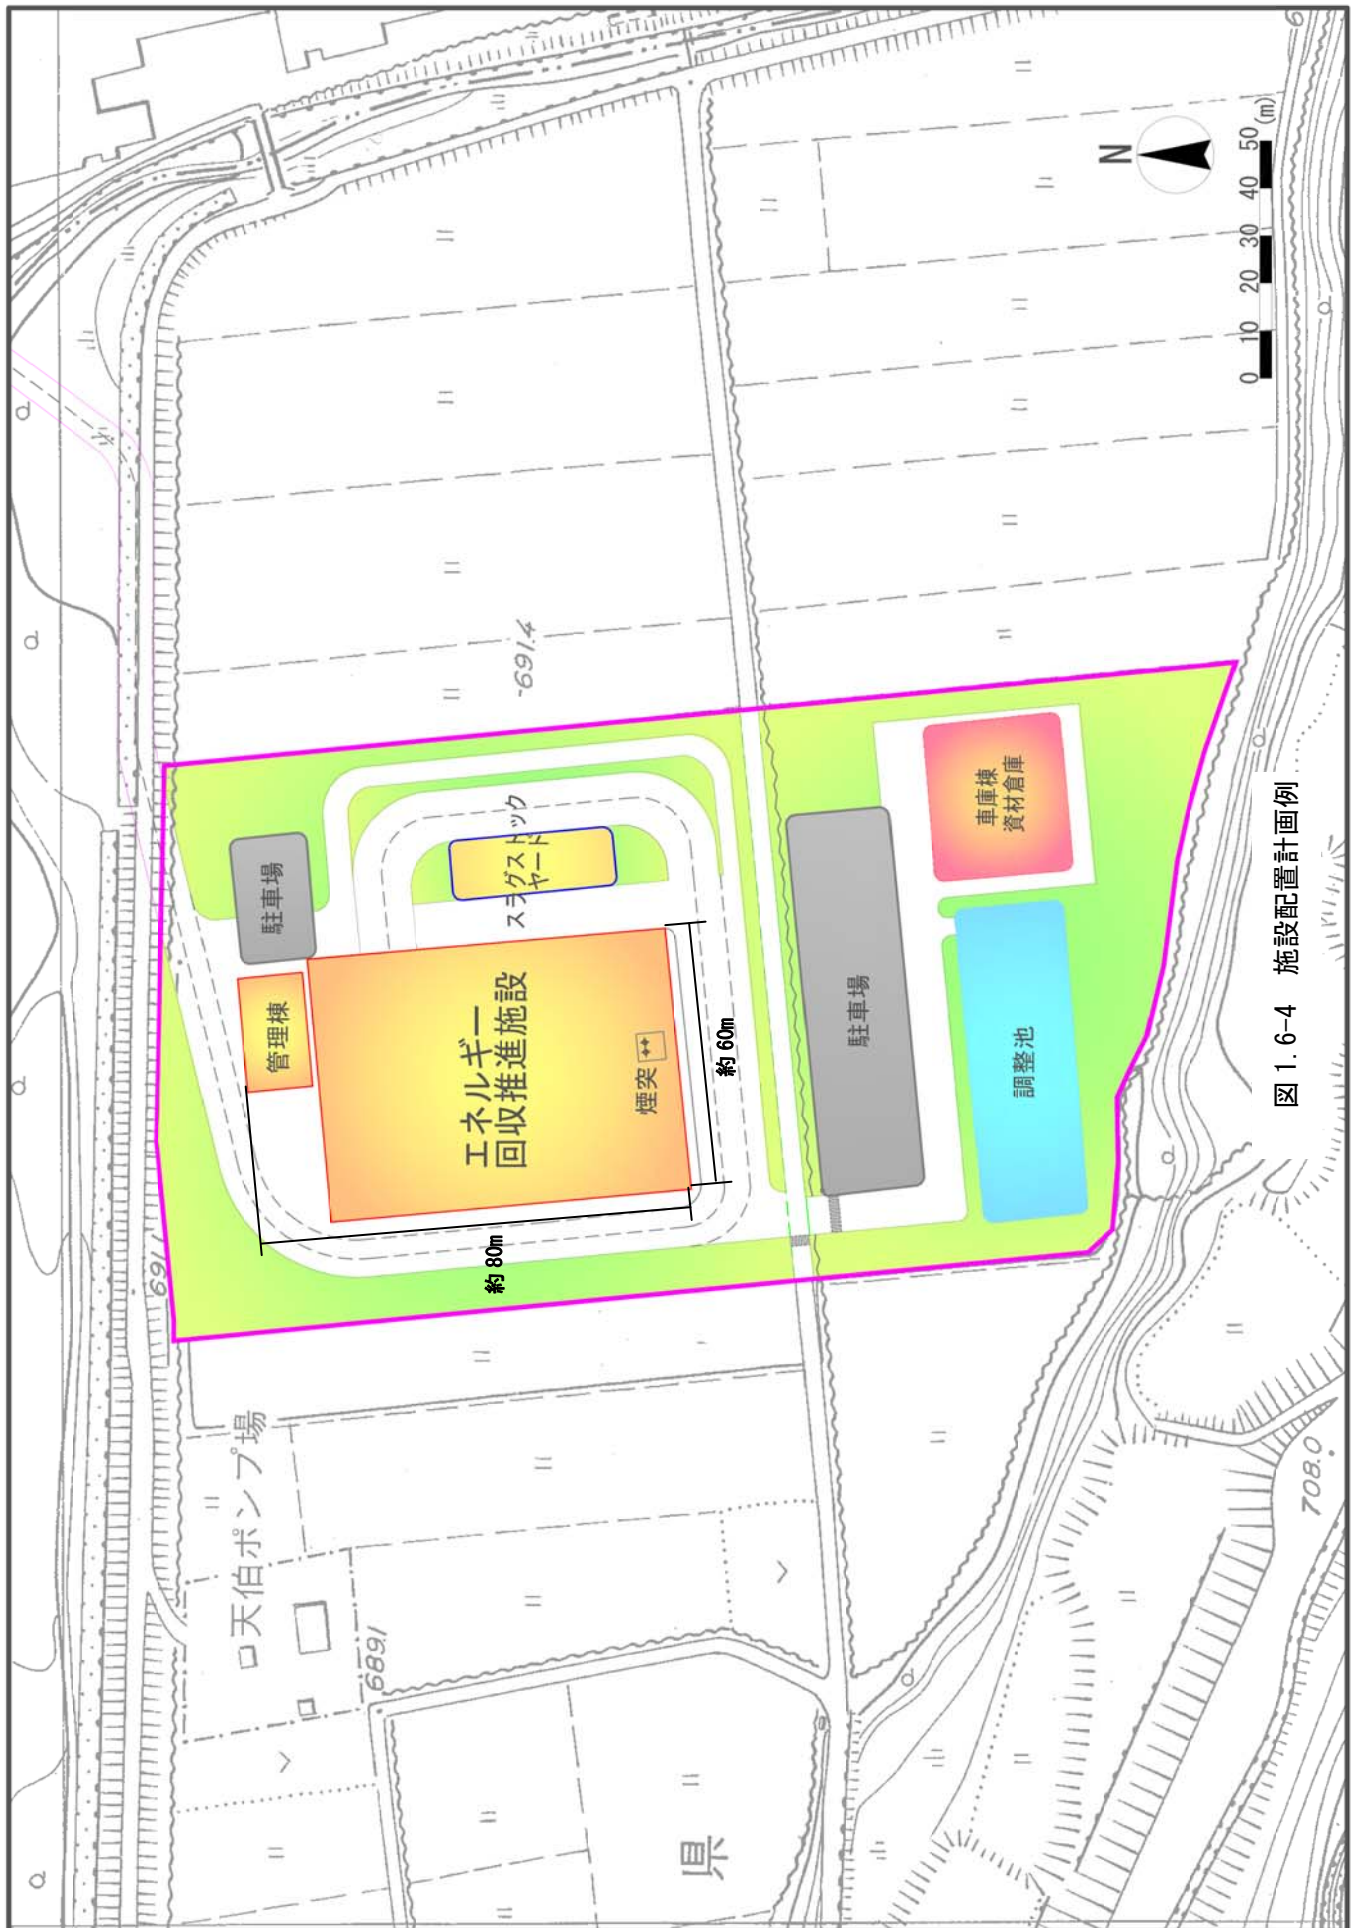 天伯ポンプ場
689.1
県
708.0
691.4
管理棟
駐車場
エネルギー
回収推進施設
煙突
スラグストック
ヤード
約80m
約60m
駐車場
調整池
車庫棟
資材倉庫
N
0 10 20 30 40 50 (m)
図1.6-4 施設配置計画例